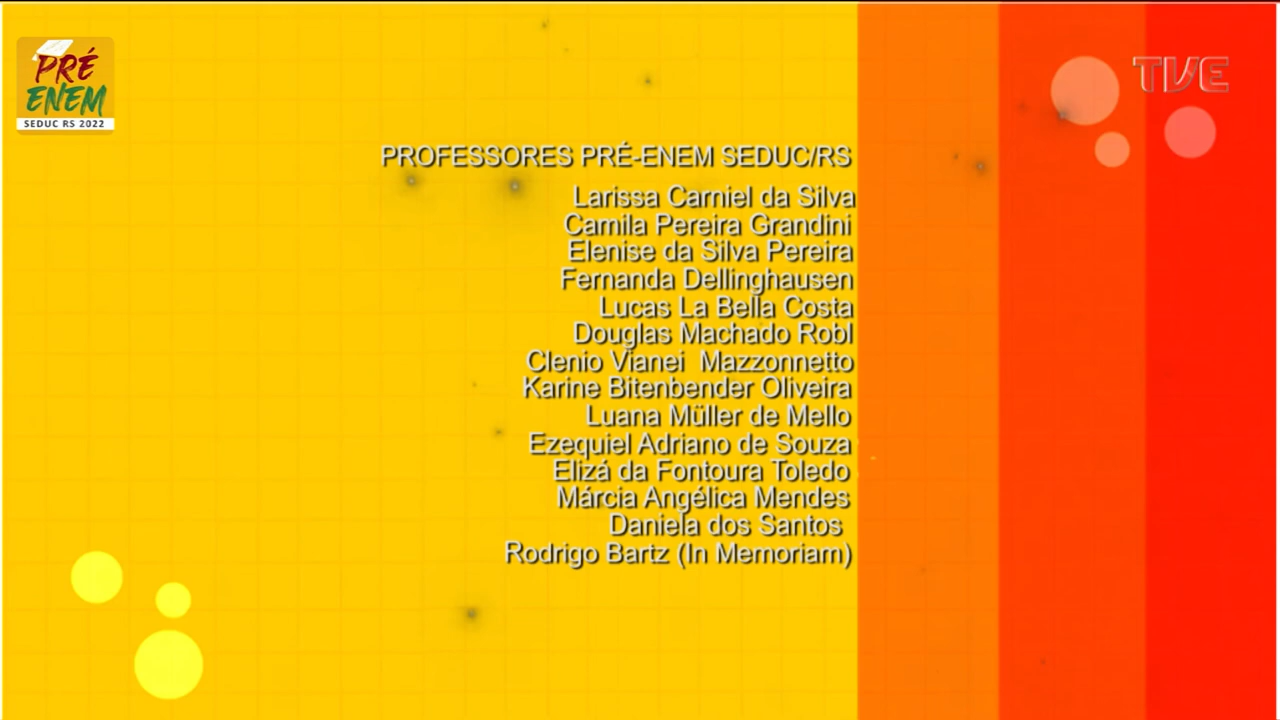 PRÉ
ENEM
SEDUC RS 2022
TVE
PROFESSORES PRÉ-ENEM SEDUC/RS
Larissa Carniel da Silva
Camila Pereira Grandini
Elenise da Silva Pereira
Fernanda Dellinghausen
Lucas La Bella Costa
Douglas Machado Robl
Clenio Vianei Mazzonnetto
Karine Bitenbender Oliveira
Luana Müller de Mello
Ezequiel Adriano de Souza
Elizá da Fontoura Toledo
Márcia Angélica Mendes
Daniela dos Santos
Rodrigo Bartz (In Memoriam)